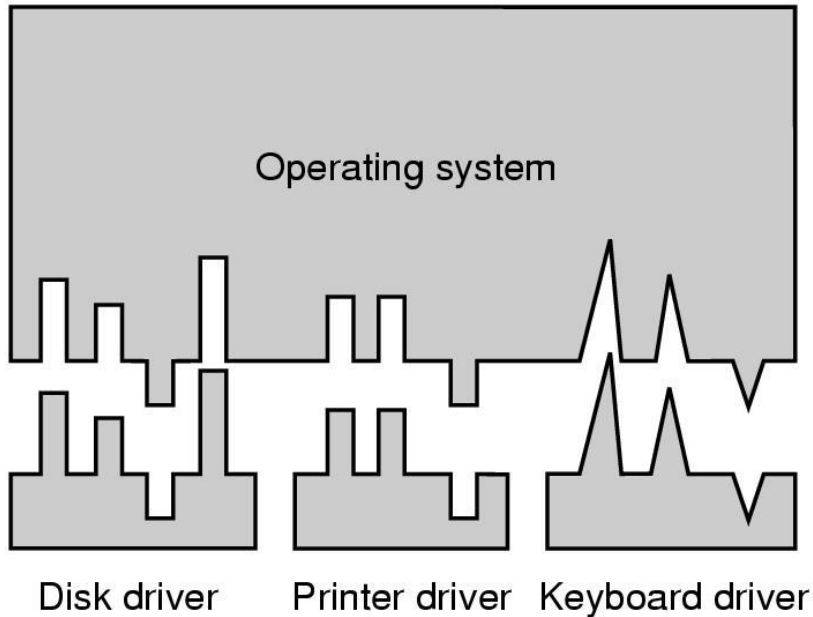 Operating system
Disk driver
Printer driver
Keyboard driver